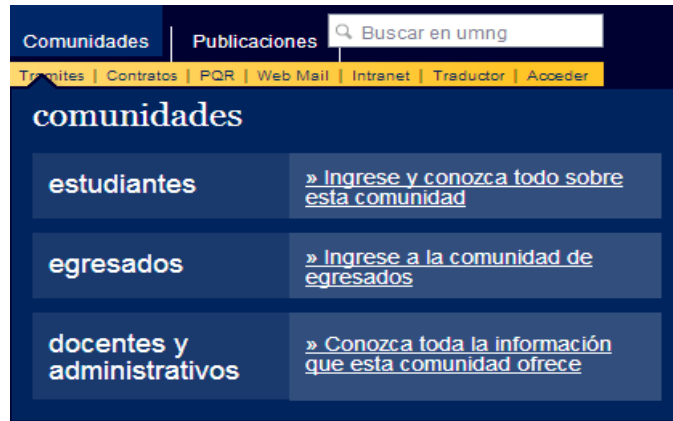 Comunidades | Publicaciones | Buscar en umng
Tramites | Contratos | PQR | Web Mail | Intranet | Traductor | Acceder
comunidades
estudiantes
» Ingrese y conozca todo sobre
esta comunidad
egresados
» Ingrese a la comunidad de
egresados
docentes y
administrativos
» Conozca toda la información
que esta comunidad ofrece